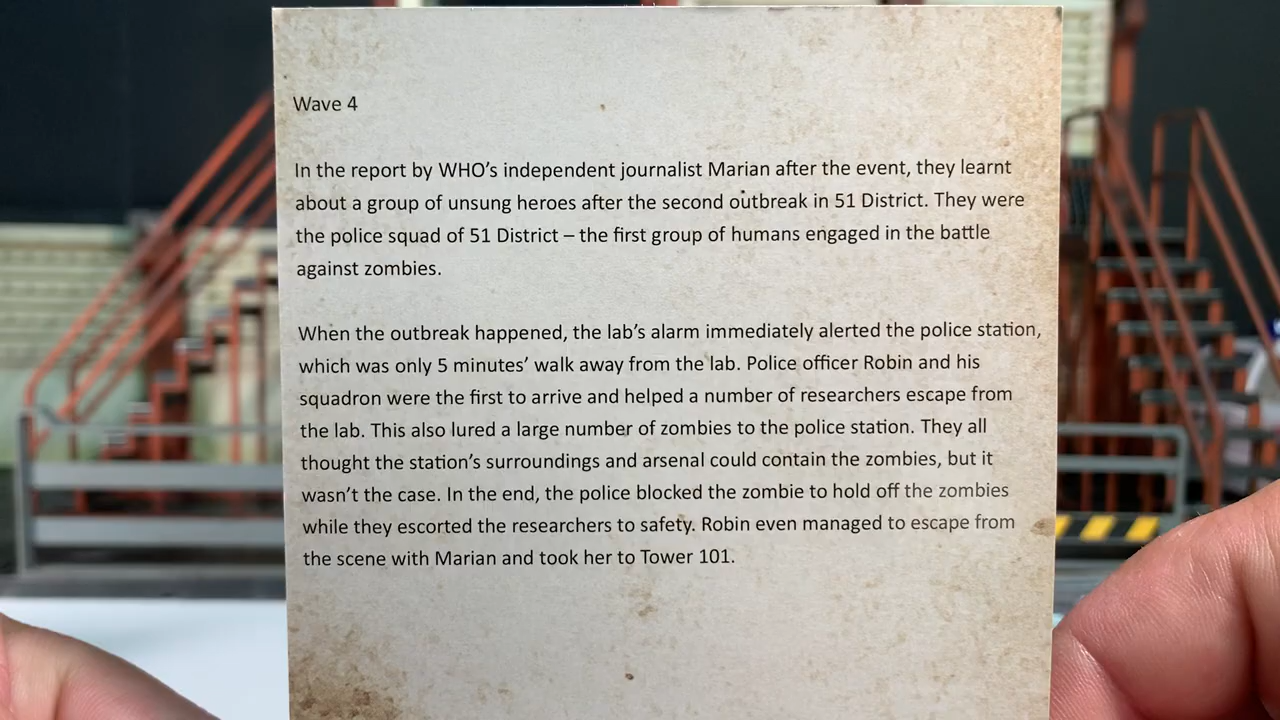 Wave 4
In the report by WHO’s independent journalist Marian after the event, they learnt
about a group of unsung heroes after the second outbreak in 51 District. They were
the police squad of 51 District – the first group of humans engaged in the battle
against zombies.
When the outbreak happened, the lab’s alarm immediately alerted the police station,
which was only 5 minutes’ walk away from the lab. Police officer Robin and his
squadron were the first to arrive and helped a number of researchers escape from
the lab. This also lured a large number of zombies to the police station. They all
thought the station’s surroundings and arsenal could contain the zombies, but it
wasn’t the case. In the end, the police blocked the zombie to hold off the zombies
while they escorted the researchers to safety. Robin even managed to escape from
the scene with Marian and took her to Tower 101.